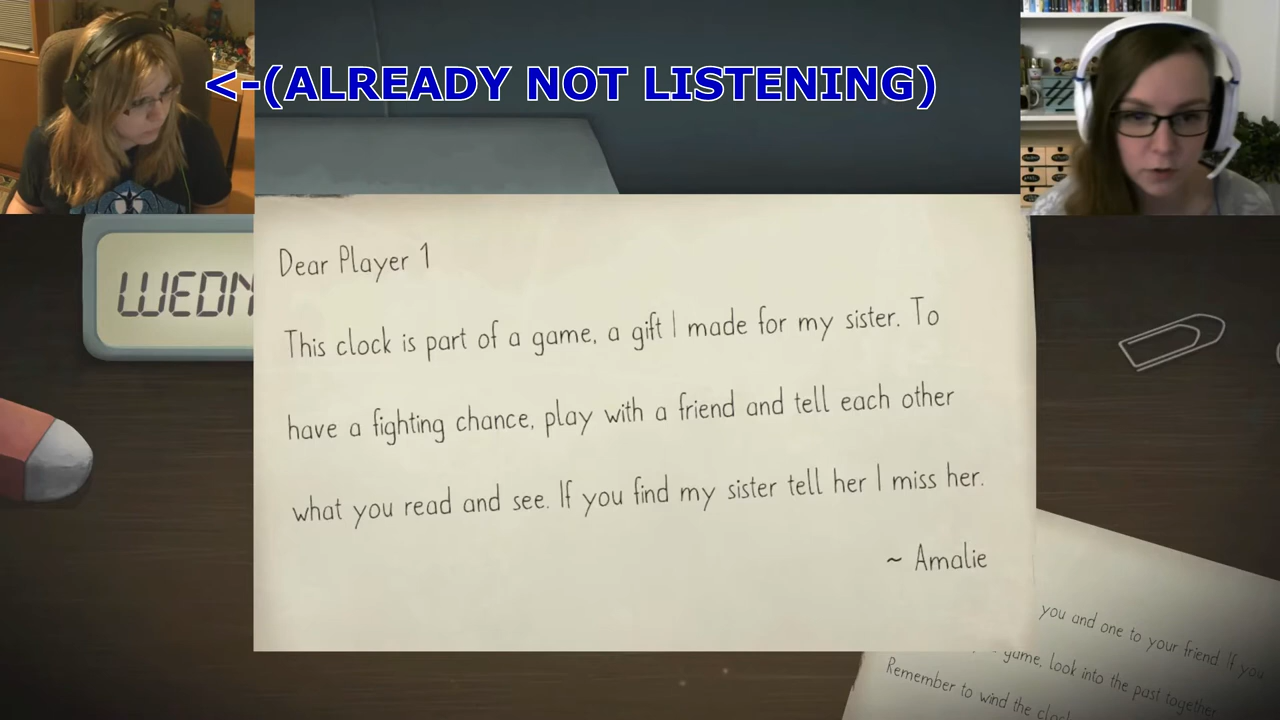 <-(ALREADY NOT LISTENING)
WEDN
Dear Player 1
This clock is part of a game, a gift I made for my sister. To
have a fighting chance, play with a friend and tell each other
what you read and see. If you find my sister tell her I miss her.
~ Amalie
you and one to your friend If you
game, look into the past together
Remember to wind the clock